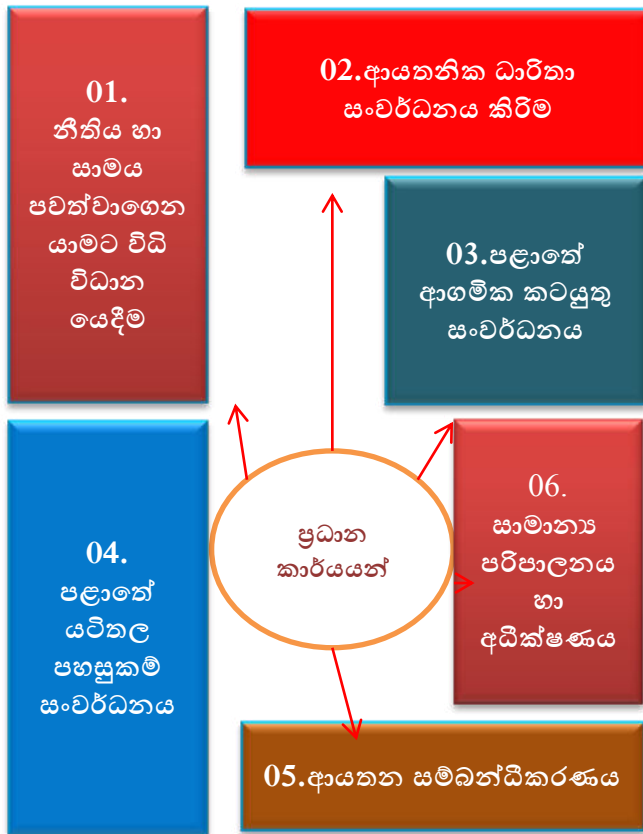 01.
නීතිය හා
සාමය
පවත්වාගෙන
යාමට විධි
විධාන
යෙදීම
02.ආයතනික ධාරිතා
සංවර්ධනය කිරිම
03.පළාතේ
ආගමික කටයුතු
සංවර්ධනය
04.
පළාතේ
යටිතල
පහසුකම්
සංවර්ධනය
ප්‍රධාන
කාර්යයන්
06.
සාමාන්‍ය
පරිපාලනය
හා
අධීක්ෂණය
05.ආයතන සම්බන්ධීකරණය